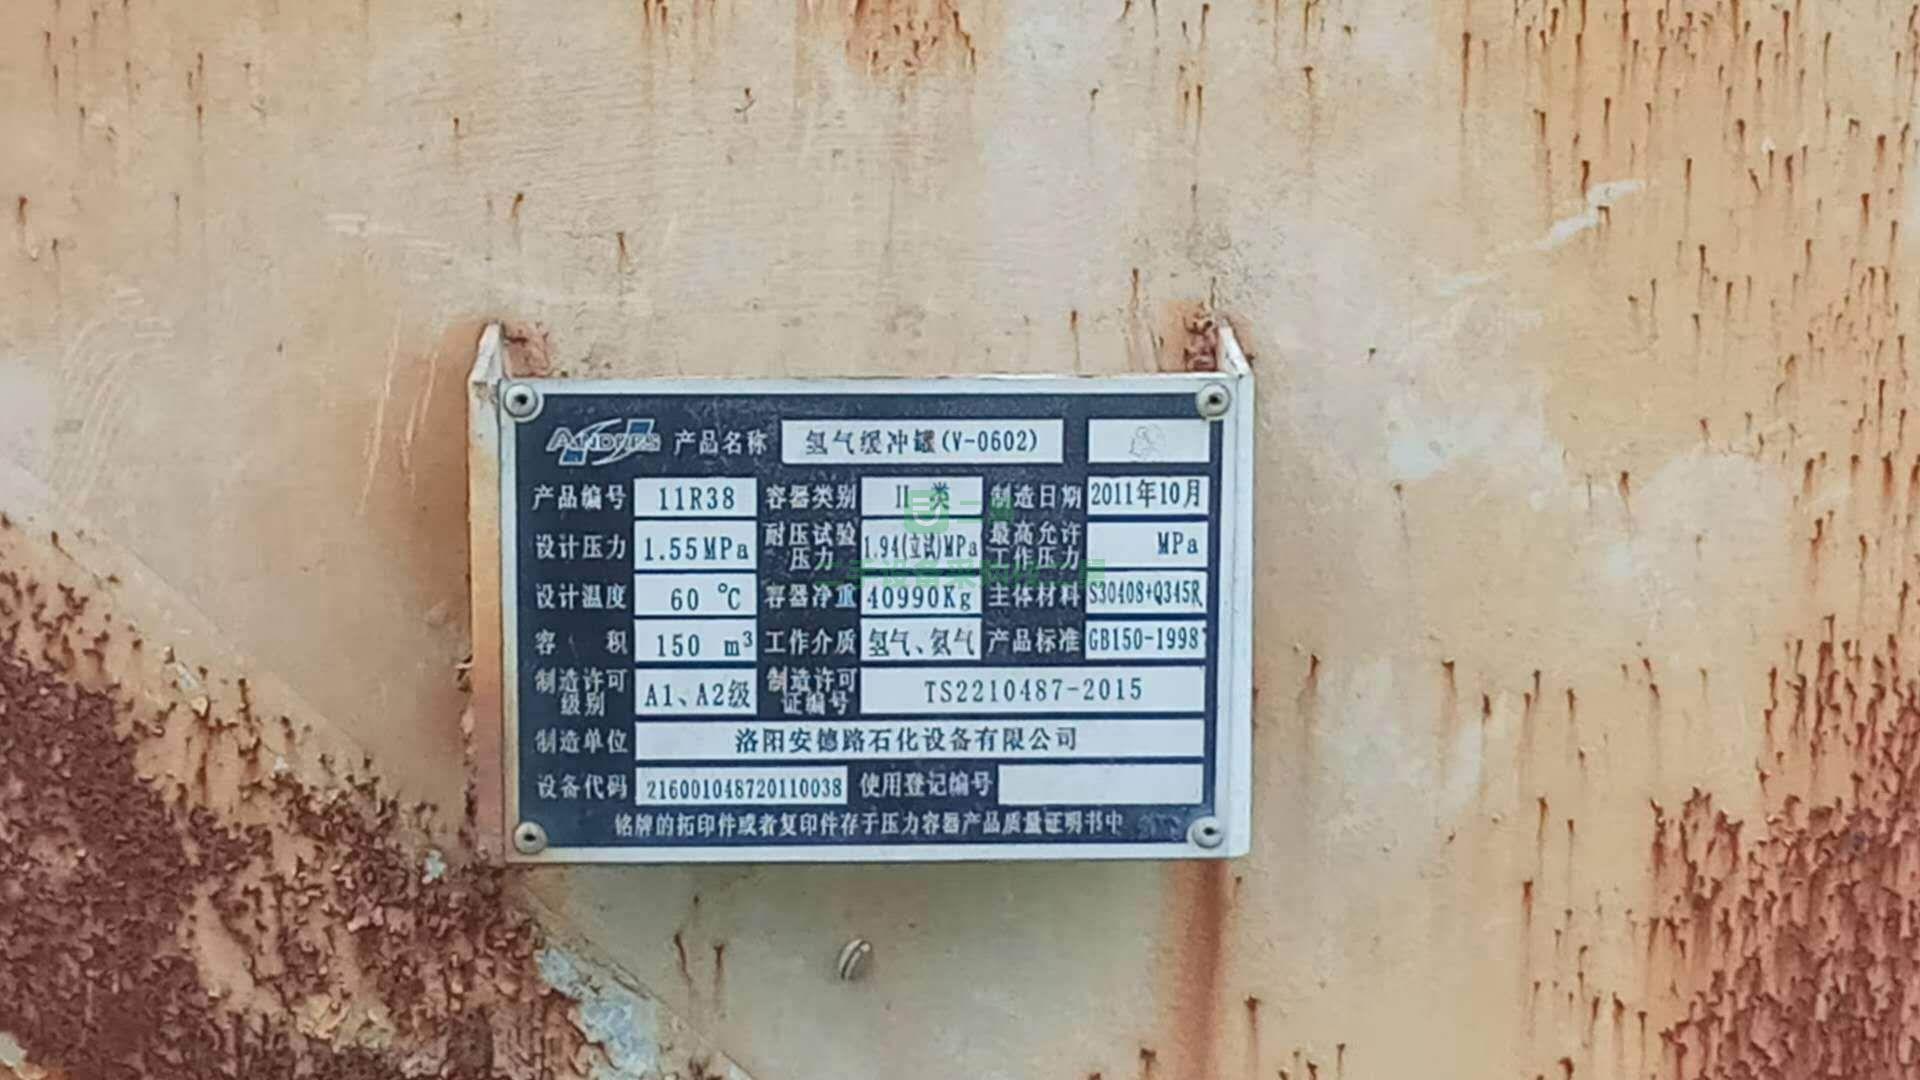 ANDRES 产品名称 氢气缓冲罐(V-0602)
产品编号 11R38 容器类别 II 类 制造日期 2011年10月
设计压力 1.55MPa 耐压试验压力 1.94(立试)MPa 最高允许工作压力 MPa
设计温度 60 ℃ 容器净重 40990Kg 主体材料 S30408+Q345R
容 积 150 m³ 工作介质 氢气、氨气 产品标准 GB150-1998
制造许可级别 A1、A2级 制造许可证编号 TS2210487-2015
制造单位 洛阳安德路石化设备有限公司
设备代码 216001048720110038 使用登记编号
铭牌的拓印件或者复印件存于压力容器产品质量证明书中